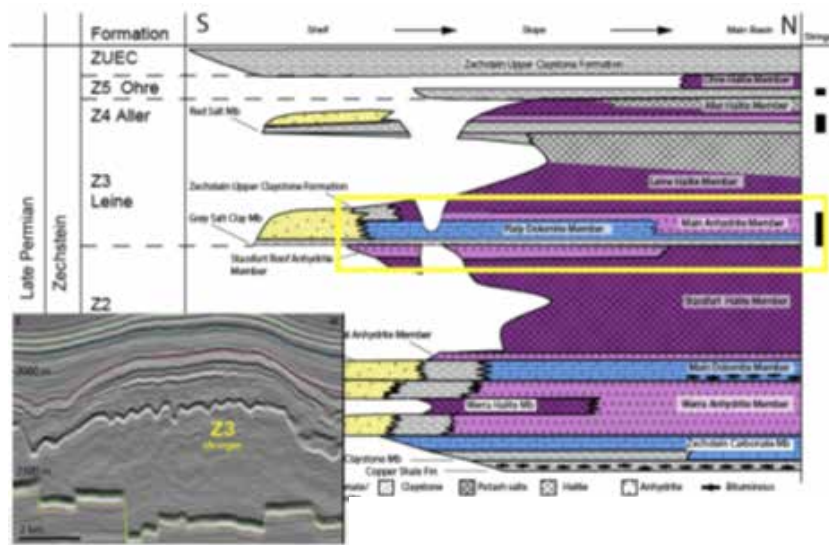 Formation
S
Shelf
Slope
Main Basin
N
ZUEC
Zechstein Upper Claystone Formation
Z5 Ohre
Ohre Halite Member
Z4 Aller
Aller Halite Member
Red Salt Mb
Z3
Leine
Leine Halite Member
Zechstein Upper Claystone Formation
Grey Salt Clay Mb
Main Anhydrite Member
Platy Dolomite Member
Stassfurt Roof Anhydrite
Member
Late Permian
Zechstein
Z2
Stassfurt Halite Member
Anhydrite Member
Main Dolomite Member
Werra Halite Mb
Werra Anhydrite Member
Zechstein Carbonate Mb
Claystone Mb
Copper Shale Fm
Claystone
Potash salts
Halite
Anhydrite
Bituminous
Z3
stringer
2 km